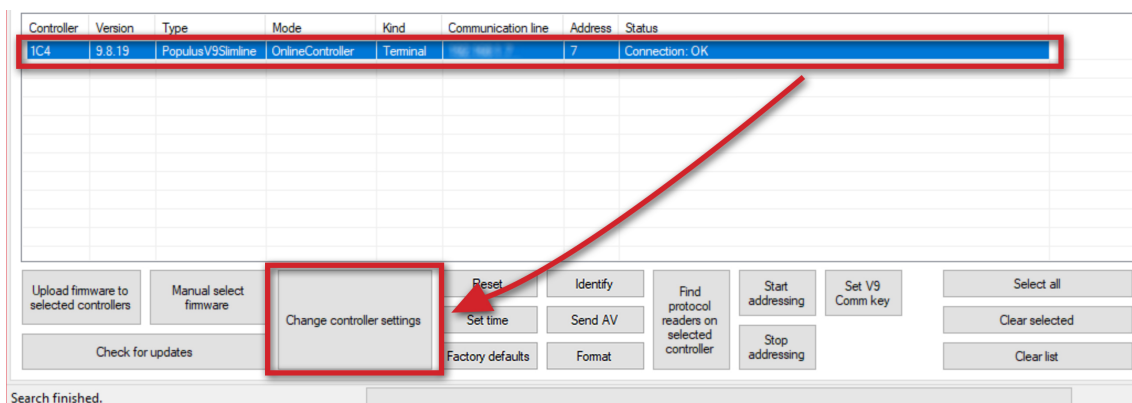 Controller Version Type Mode Kind Communication line Address Status
1C4 9.8.19 PopulusV9Slimline OnlineController Terminal 7 Connection: OK
Upload firmware to
selected controllers
Manual select
firmware
Check for updates
Change controller settings
Reset
Set time
Factory defaults
Identify
Send AV
Format
Find
protocol
readers on
selected
controller
Start
addressing
Stop
addressing
Set V9
Comm key
Select all
Clear selected
Clear list
Search finished.